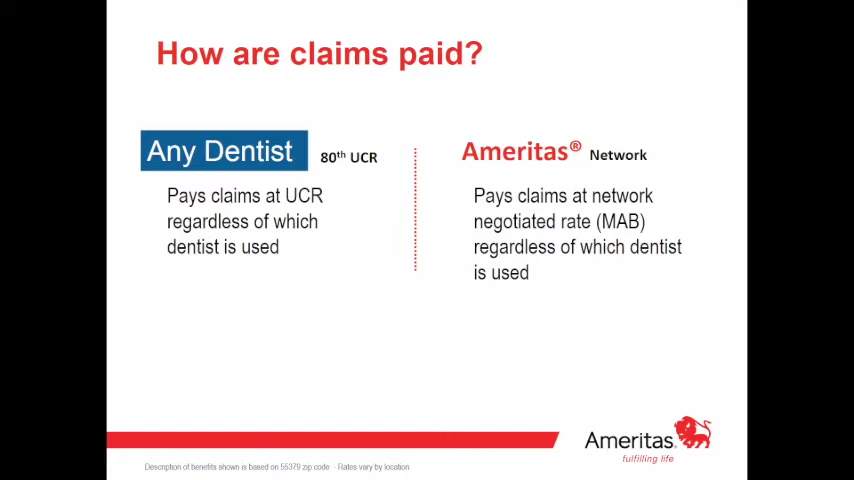 How are claims paid?
Any Dentist 80th UCR
Pays claims at UCR
regardless of which
dentist is used
Ameritas® Network
Pays claims at network
negotiated rate (MAB)
regardless of which dentist
is used
Ameritas
fulfilling life
Description of benefits shown is based on 55379 zip code - Rates vary by location